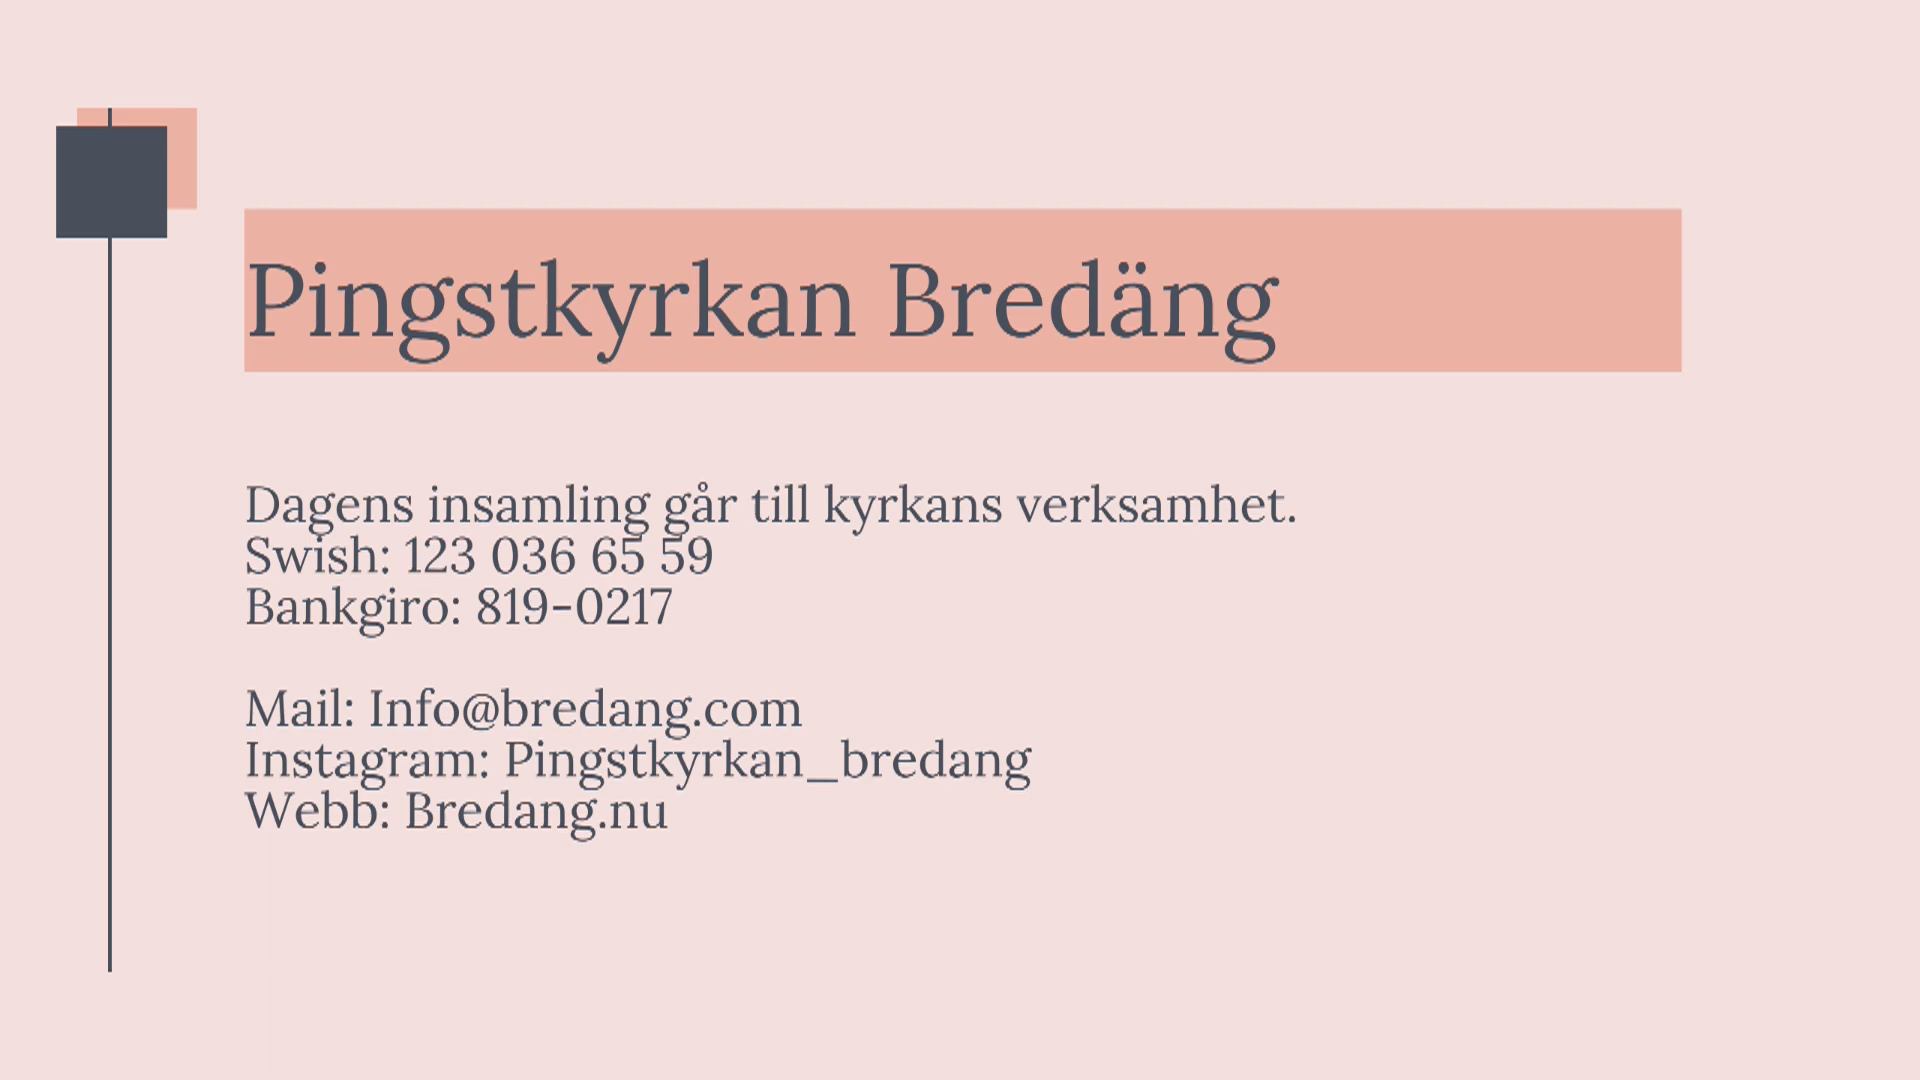 Pingstkyrkan Bredäng
Dagens insamling går till kyrkans verksamhet.
Swish: 123 036 65 59
Bankgiro: 819-0217
Mail: Info@bredang.com
Instagram: Pingstkyrkan_bredang
Webb: Bredang.nu